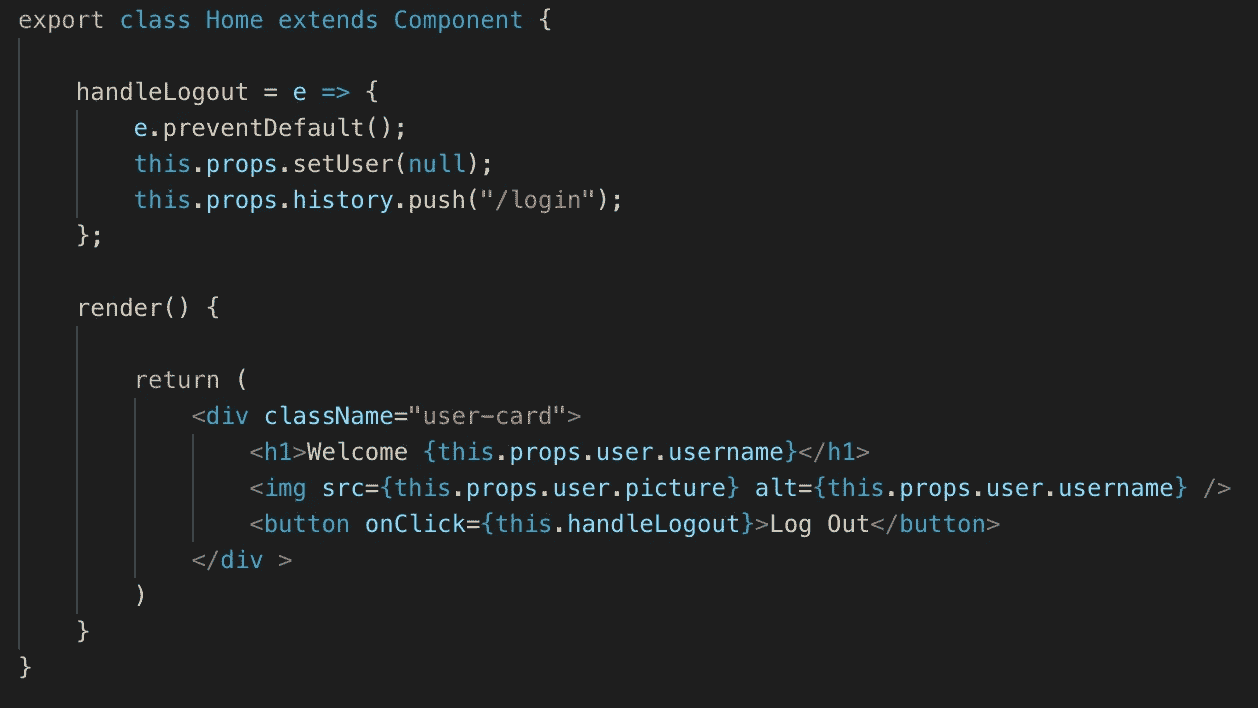 export class Home extends Component {
handleLogout = e => {
e.preventDefault();
this.props.setUser(null);
this.props.history.push("/login");
};
render() {
return (
<div className="user-card">
<h1>Welcome {this.props.user.username}</h1>
<img src={this.props.user.picture} alt={this.props.user.username} />
<button onClick={this.handleLogout}>Log Out</button>
</div >
)
}
}